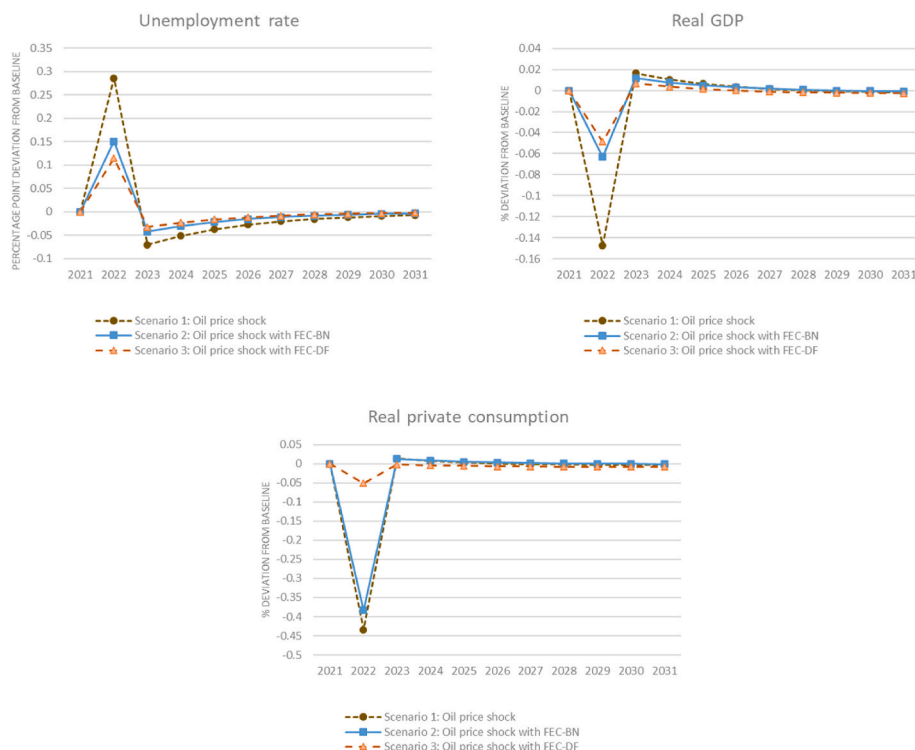 Unemployment rate
PERCENTAGE POINT DEVIATION FROM BASELINE
0.35
0.3
0.25
0.2
0.15
0.1
0.05
0
-0.05
-0.1
2021 2022 2023 2024 2025 2026 2027 2028 2029 2030 2031
Scenario 1: Oil price shock
Scenario 2: Oil price shock with FEC-BN
Scenario 3: Oil price shock with FEC-DF
Real GDP
% DEVIATION FROM BASELINE
0.04
0.02
0
-0.02
-0.04
-0.06
-0.08
-0.1
-0.12
-0.14
-0.16
2021 2022 2023 2024 2025 2026 2027 2028 2029 2030 2031
Scenario 1: Oil price shock
Scenario 2: Oil price shock with FEC-BN
Scenario 3: Oil price shock with FEC-DF
Real private consumption
% DEVIATION FROM BASELINE
0.05
0
-0.05
-0.1
-0.15
-0.2
-0.25
-0.3
-0.35
-0.4
-0.45
-0.5
2021 2022 2023 2024 2025 2026 2027 2028 2029 2030 2031
Scenario 1: Oil price shock
Scenario 2: Oil price shock with FEC-BN
Scenario 3: Oil price shock with FEC-DF